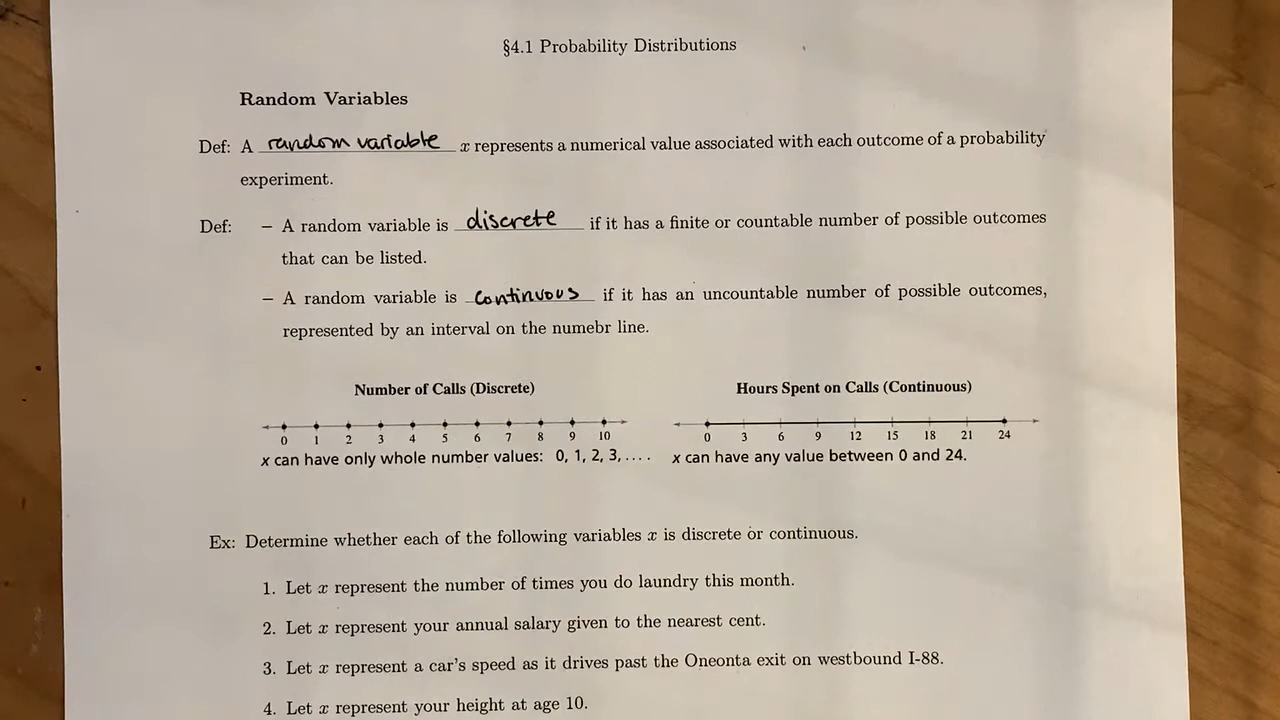 §4.1 Probability Distributions
Random Variables
Def: A random variable x represents a numerical value associated with each outcome of a probability
experiment.
Def: – A random variable is discrete if it has a finite or countable number of possible outcomes
that can be listed.
– A random variable is continuous if it has an uncountable number of possible outcomes,
represented by an interval on the numebr line.
Number of Calls (Discrete)
0 1 2 3 4 5 6 7 8 9 10
x can have only whole number values: 0, 1, 2, 3, ....
Hours Spent on Calls (Continuous)
0 3 6 9 12 15 18 21 24
x can have any value between 0 and 24.
Ex: Determine whether each of the following variables x is discrete or continuous.
1. Let x represent the number of times you do laundry this month.
2. Let x represent your annual salary given to the nearest cent.
3. Let x represent a car's speed as it drives past the Oneonta exit on westbound I-88.
4. Let x represent your height at age 10.